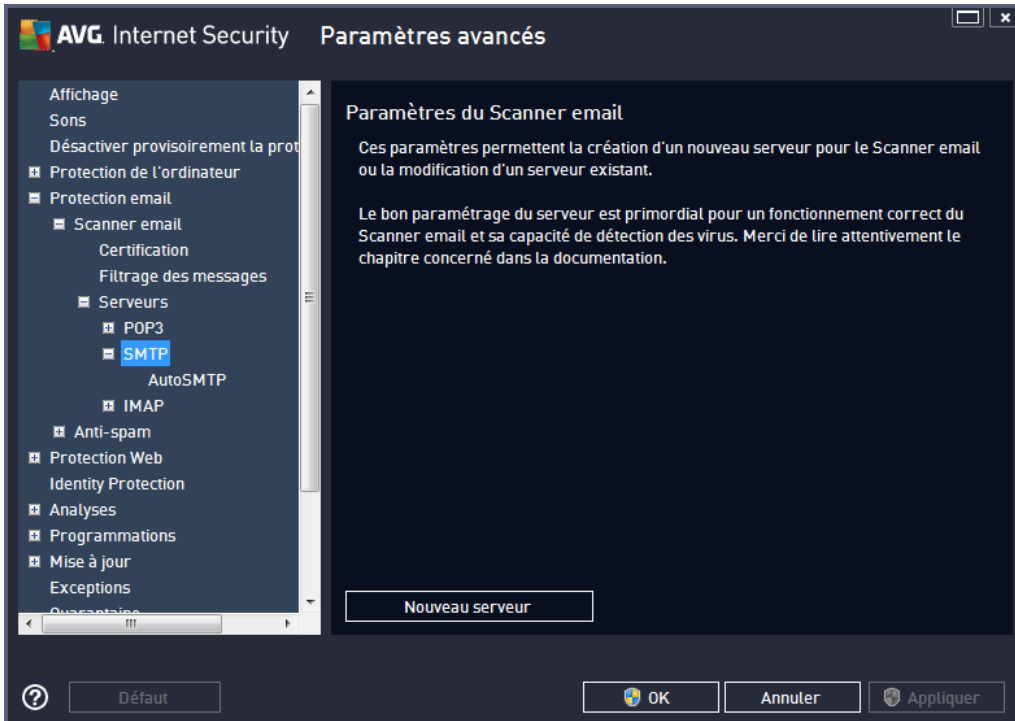 AVG. Internet Security Paramètres avancés
Affichage
Sons
Désactiver provisoirement la prot
Protection de l'ordinateur
Protection email
Scanner email
Certification
Filtrage des messages
Serveurs
POP3
SMTP
AutoSMTP
IMAP
Anti-spam
Protection Web
Identity Protection
Analyses
Programmations
Mise à jour
Exceptions
Quarantaine
Paramètres du Scanner email
Ces paramètres permettent la création d'un nouveau serveur pour le Scanner email
ou la modification d'un serveur existant.
Le bon paramétrage du serveur est primordial pour un fonctionnement correct du
Scanner email et sa capacité de détection des virus. Merci de lire attentivement le
chapitre concerné dans la documentation.
Nouveau serveur
Défaut
OK
Annuler
Appliquer